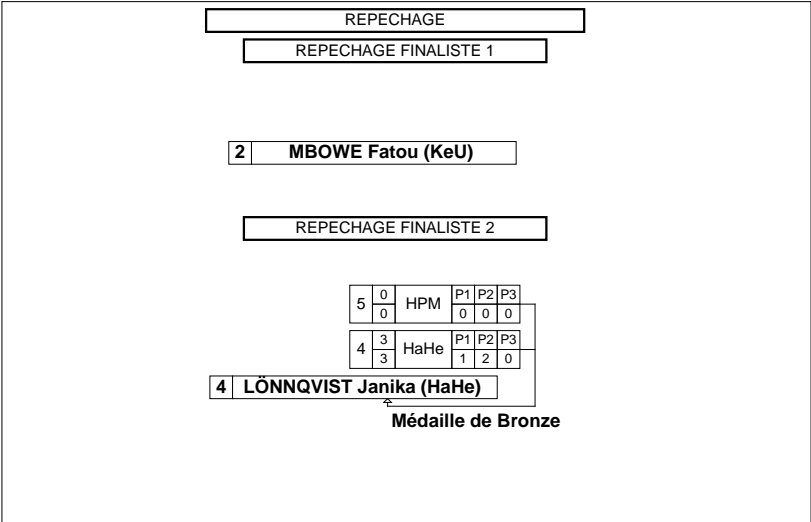 REPECHAGE
REPECHAGE FINALISTE 1
2 MBOWE Fatou (KeU)
REPECHAGE FINALISTE 2
5 0 HPM P1 P2 P3
0 0 0 0
4 3 HaHe P1 P2 P3
3 1 2 0
4 LÖNNQVIST Janika (HaHe)
Médaille de Bronze